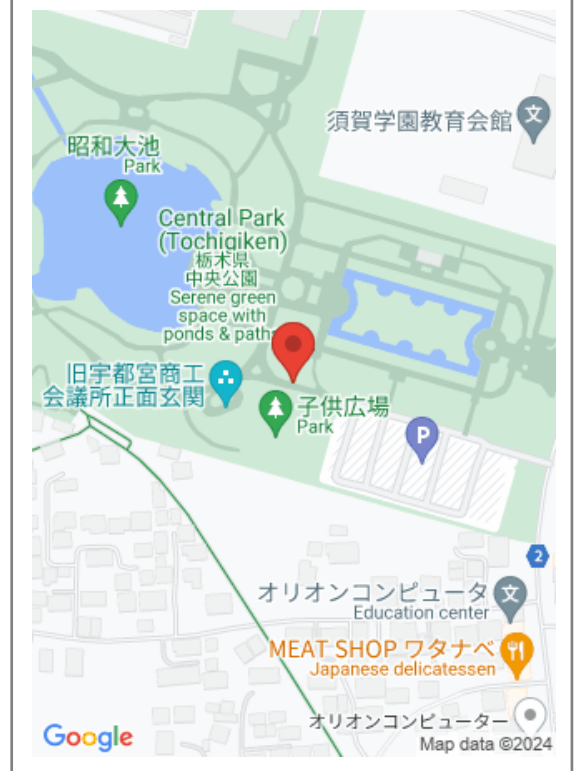 須賀学園教育会館
昭和大池
Park
Central Park
(Tochigiken)
栃木県
中央公園
Serene green
space with
ponds & paths
旧宇都宮商工
会議所正面玄関
子供広場
Park
P
2
オリオンコンピュータ
Education center
MEAT SHOP ワタナベ
Japanese delicatessen
オリオンコンピューター
Google
Map data ©2024
文
文